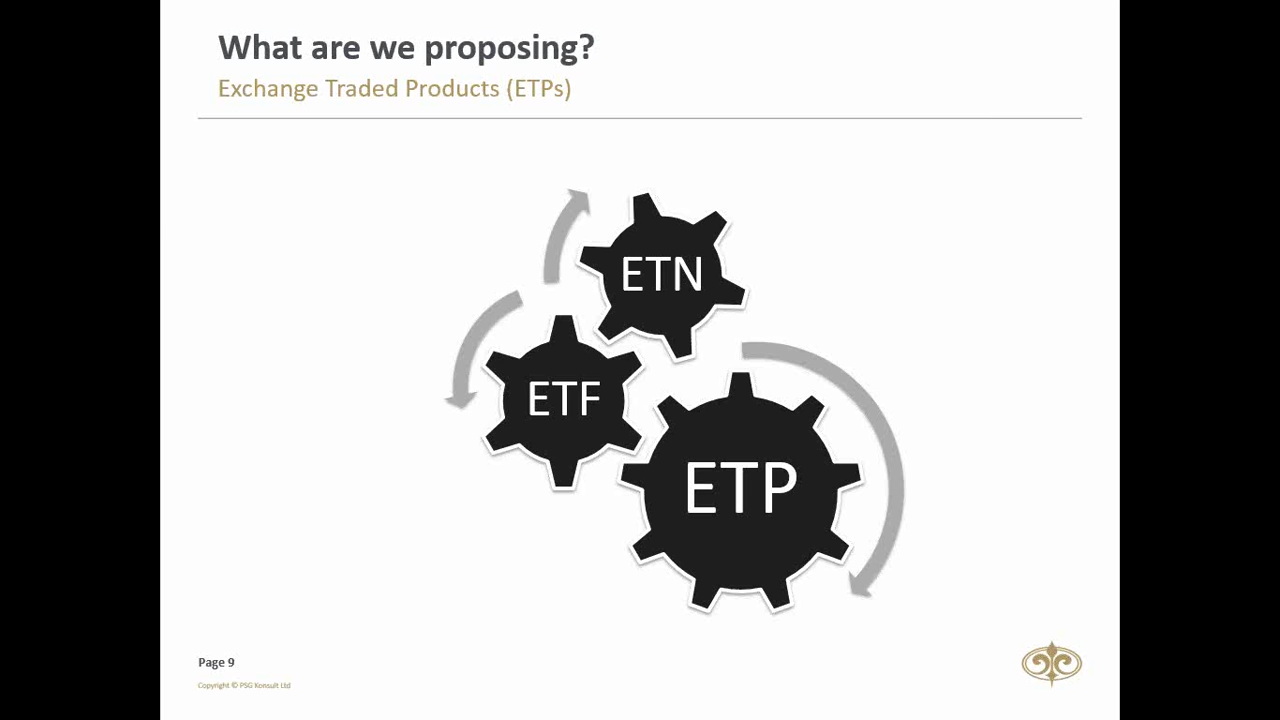 What are we proposing?
Exchange Traded Products (ETPs)
ETN
ETF
ETP
Page 9
Copyright © PSG Konsult Ltd